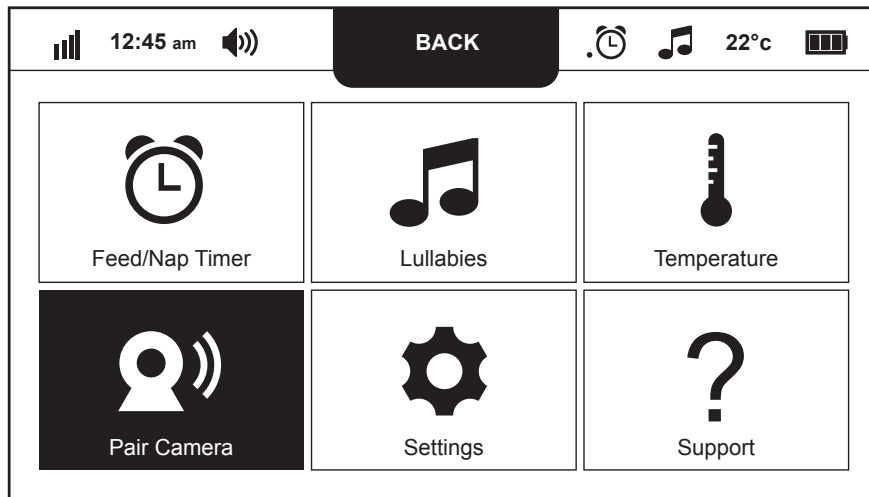 12:45 am BACK 22°c
Feed/Nap Timer Lullabies Temperature
Pair Camera Settings ? Support